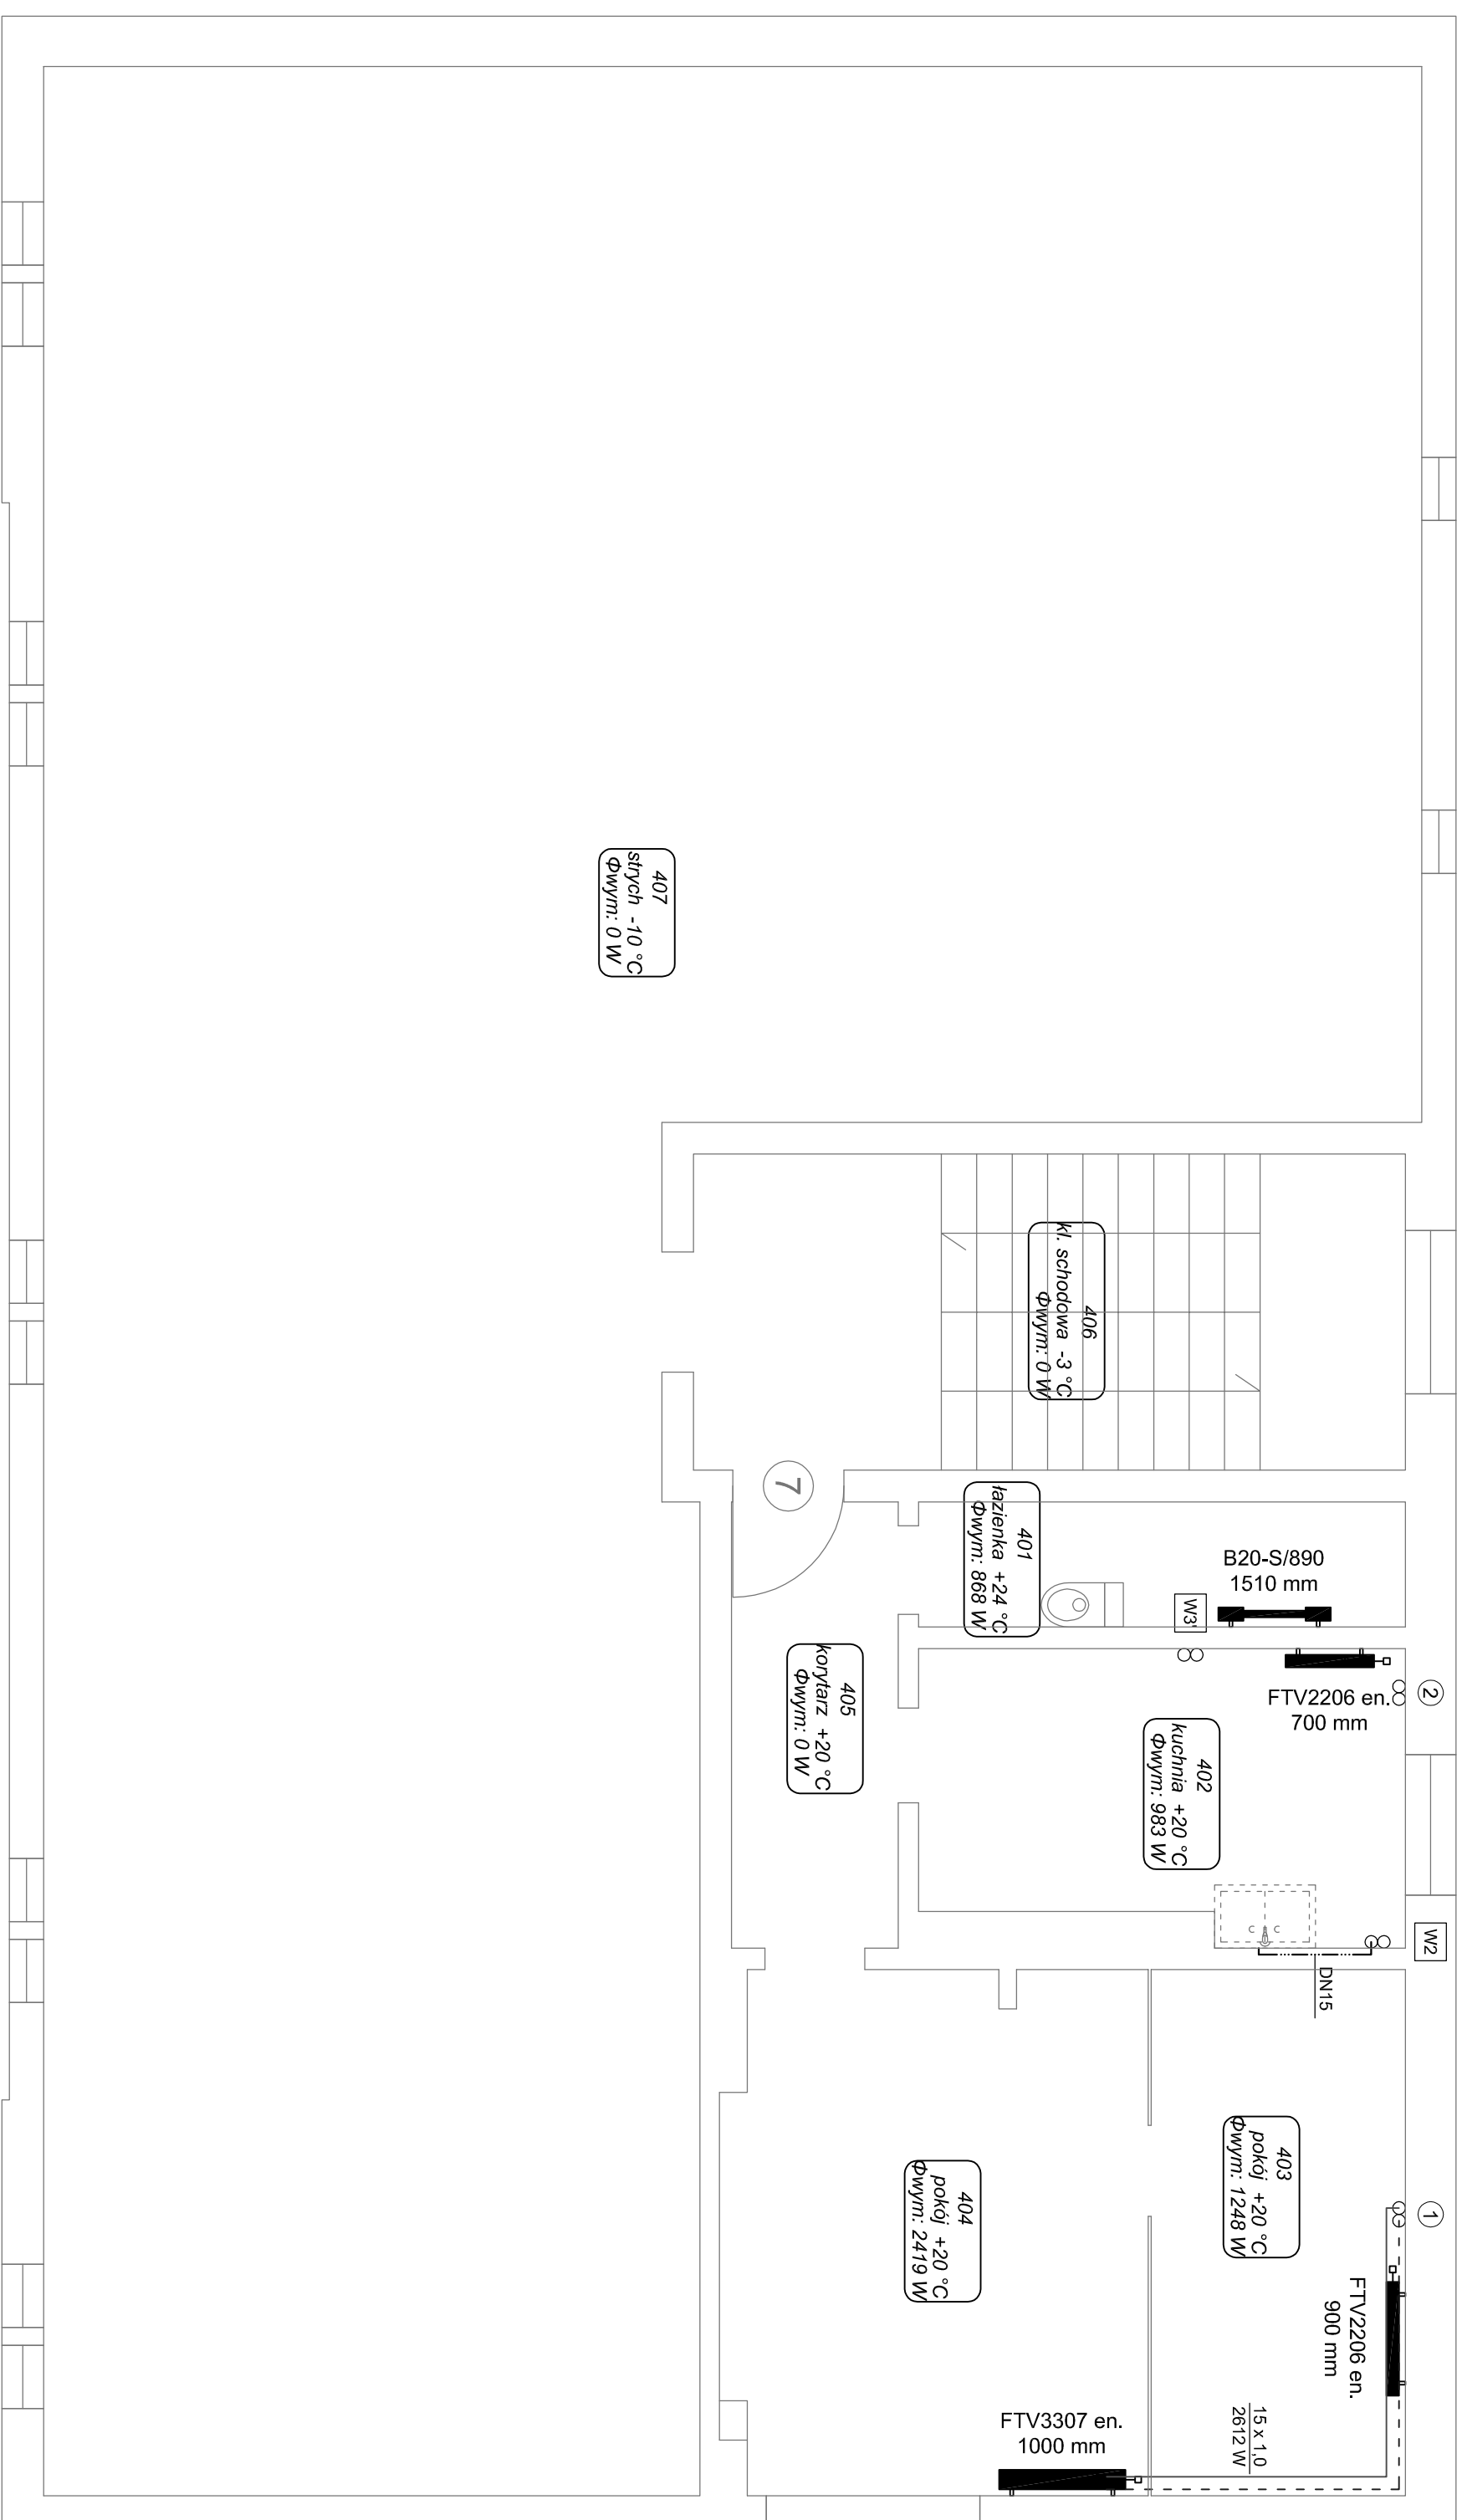 407
strych -10 °C
Φwym: 0 W
406
kl. schodowa -3 °C
Φwym: 0 W
7
401
łazienka +24 °C
Φwym: 868 W
B20-S/890
1510 mm
W3'
405
korytarz +20 °C
Φwym: 0 W
FTV2206 en.
700 mm
2
402
kuchnia +20 °C
Φwym: 983 W
C
C
W2
DN15
403
pokój +20 °C
Φwym: 1248 W
1
404
pokój +20 °C
Φwym: 2419 W
FTV2206 en.
900 mm
15 x 1,0
2612 W
FTV3307 en.
1000 mm